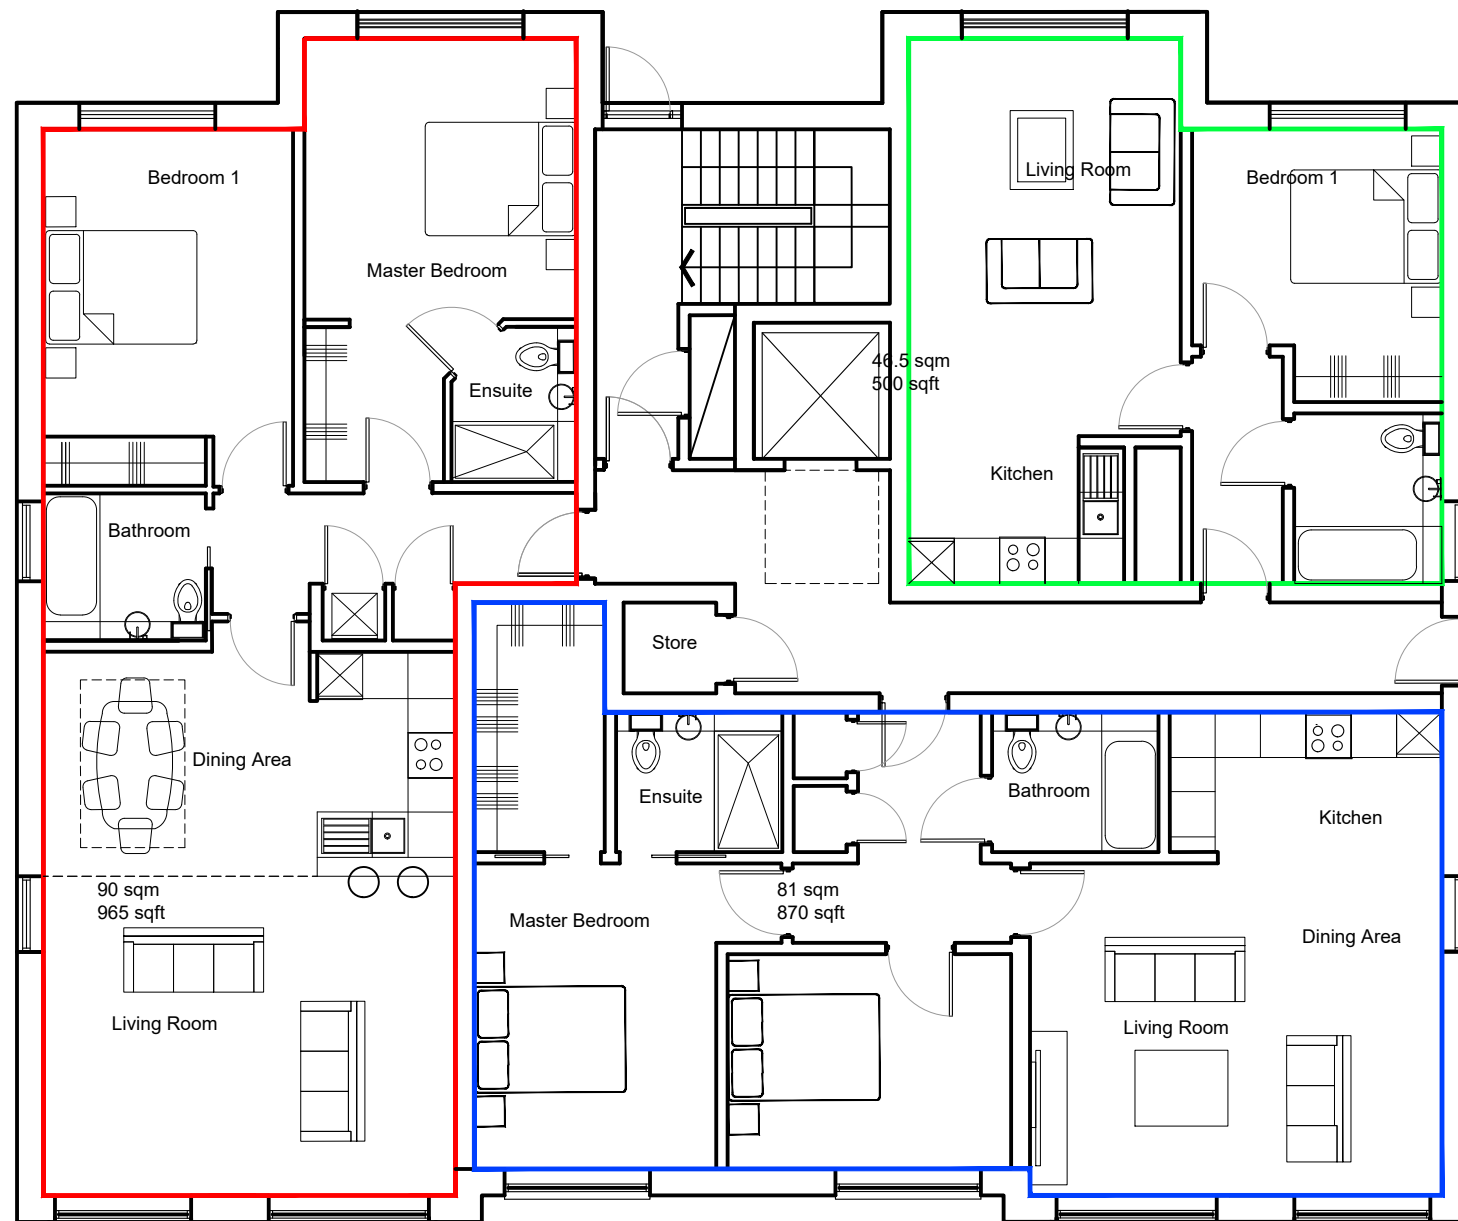 Living Room
Bedroom 1
Bedroom 1
Master Bedroom
46.5 sqm
500 sqft
Ensuite
Kitchen
Bathroom
Store
Dining Area
Ensuite
Bathroom
Kitchen
90 sqm
965 sqft
81 sqm
870 sqft
Master Bedroom
Dining Area
Living Room
Living Room